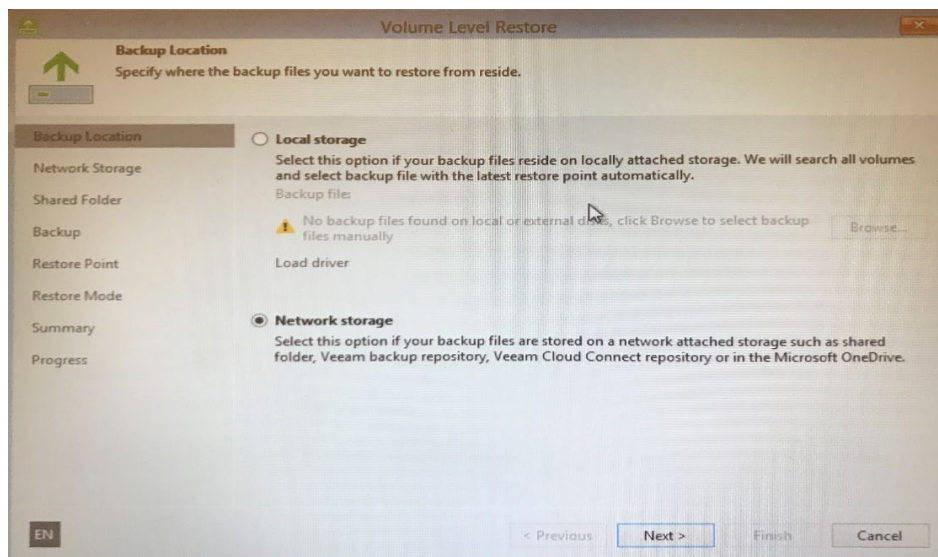 Volume Level Restore
Backup Location
Specify where the backup files you want to restore from reside.
Backup Location
Network Storage
Shared Folder
Backup
Restore Point
Restore Mode
Summary
Progress
Local storage
Select this option if your backup files reside on locally attached storage. We will search all volumes
and select backup file with the latest restore point automatically.
Backup file:
No backup files found on local or external disks, click Browse to select backup
files manually
Browse...
Load driver
Network storage
Select this option if your backup files are stored on a network attached storage such as shared
folder, Veeam backup repository, Veeam Cloud Connect repository or in the Microsoft OneDrive.
EN
< Previous
Next >
Finish
Cancel